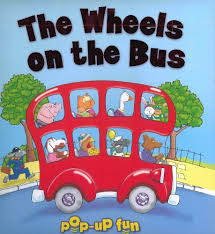 The Wheels
on the Bus
pop-up fun